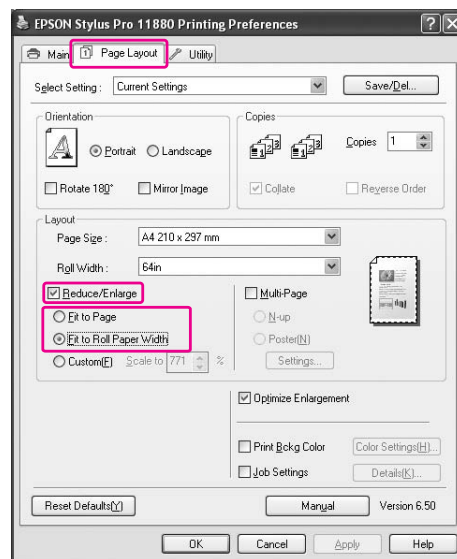 EPSON Stylus Pro 11880 Printing Preferences
Main Page Layout Utility
Select Setting : Current Settings Save/Del...
Orientation
Portrait Landscape
Rotate 180° Mirror Image
Copies
Copies 1
Collate Reverse Order
Layout
Page Size : A4 210 x 297 mm
Roll Width : 64in
Reduce/Enlarge
Fit to Page
Fit to Roll Paper Width
Custom(F) Scale to 771 %
Multi-Page
N-up
Poster(N)
Settings...
Optimize Enlargement
Print Bckg Color Color Settings(H)...
Job Settings Details(K)...
Reset Defaults(Y) Manual Version 6.50
OK Cancel Apply Help